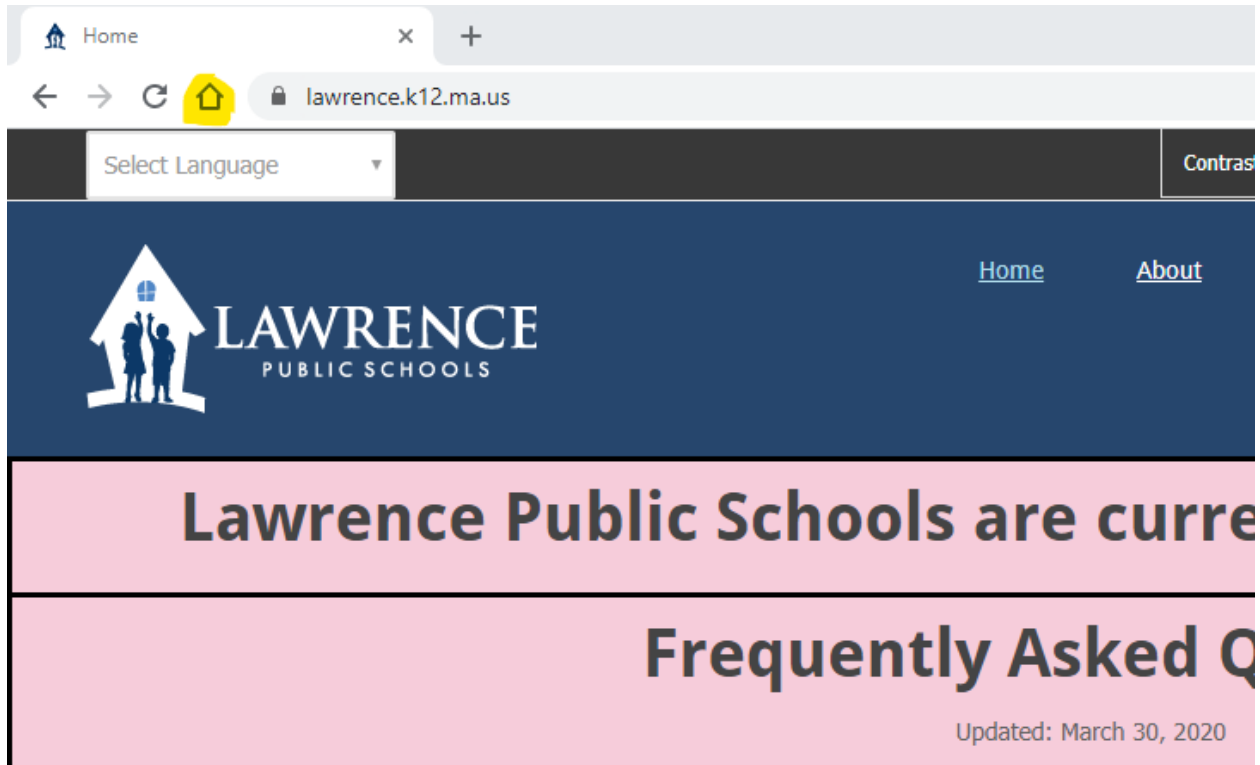 Home
lawrence.k12.ma.us
Select Language
Contrast
Home About
LAWRENCE
PUBLIC SCHOOLS
Lawrence Public Schools are curre
Frequently Asked Q
Updated: March 30, 2020